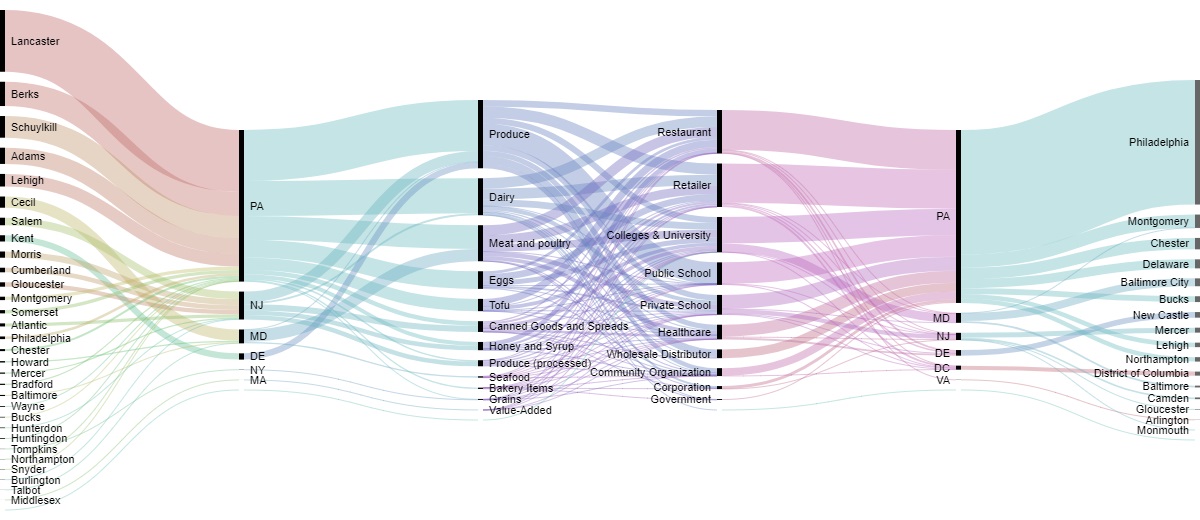 Lancaster
Berks
Schuylkill
Adams
Lehigh
Cecil
Salem
Kent
Morris
Cumberland
Gloucester
Montgomery
Somerset
Atlantic
Philadelphia
Chester
Howard
Mercer
Bradford
Baltimore
Wayne
Bucks
Hunterdon
Huntingdon
Tompkins
Northampton
Snyder
Burlington
Talbot
Middlesex
PA
NJ
MD
DE
NY
MA
Produce
Dairy
Meat and poultry
Eggs
Tofu
Canned Goods and Spreads
Honey and Syrup
Produce (processed)
Seafood
Bakery Items
Grains
Value-Added
Restaurant
Retailer
Colleges & University
Public School
Private School
Healthcare
Wholesale Distributor
Community Organization
Corporation
Government
PA
MD
NJ
DE
DC
VA
Philadelphia
Montgomery
Chester
Delaware
Baltimore City
Bucks
New Castle
Mercer
Lehigh
Northampton
District of Columbia
Baltimore
Camden
Gloucester
Arlington
Monmouth